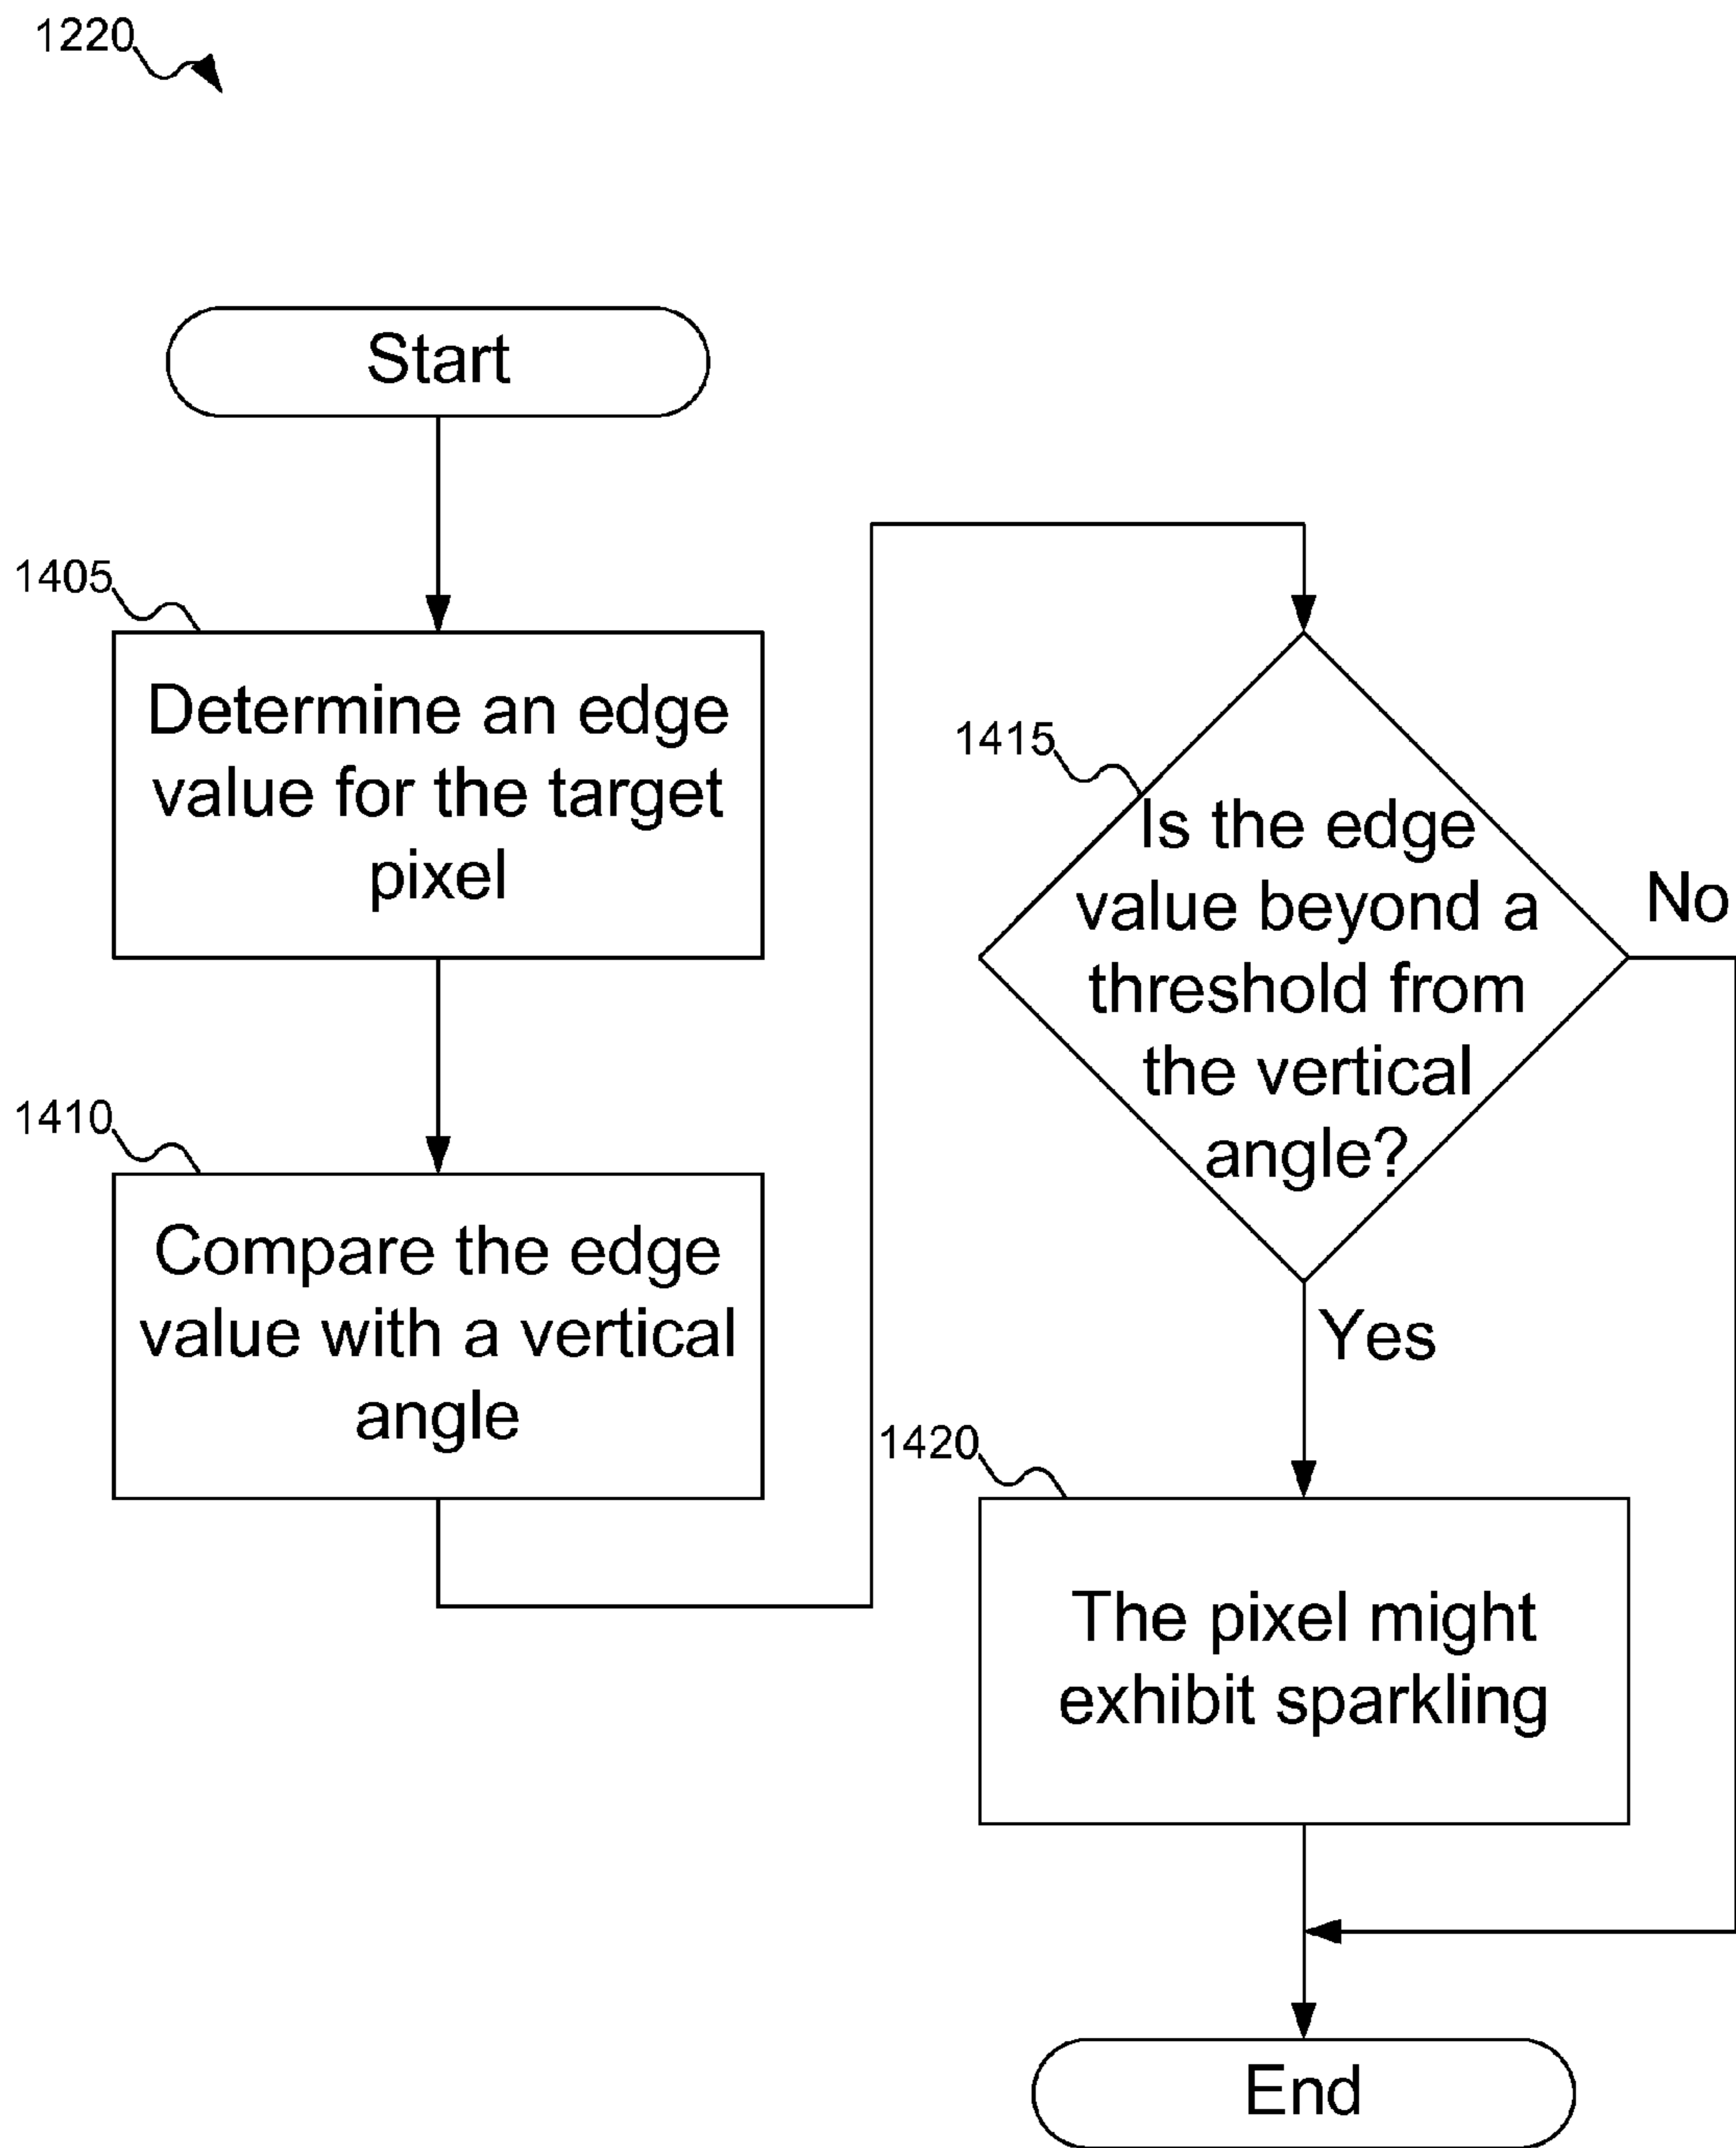 1220
Start
1405
Determine an edge
value for the target
pixel
1410
Compare the edge
value with a vertical
angle
1415
Is the edge
value beyond a
threshold from
the vertical
angle?
No
Yes
1420
The pixel might
exhibit sparkling
End